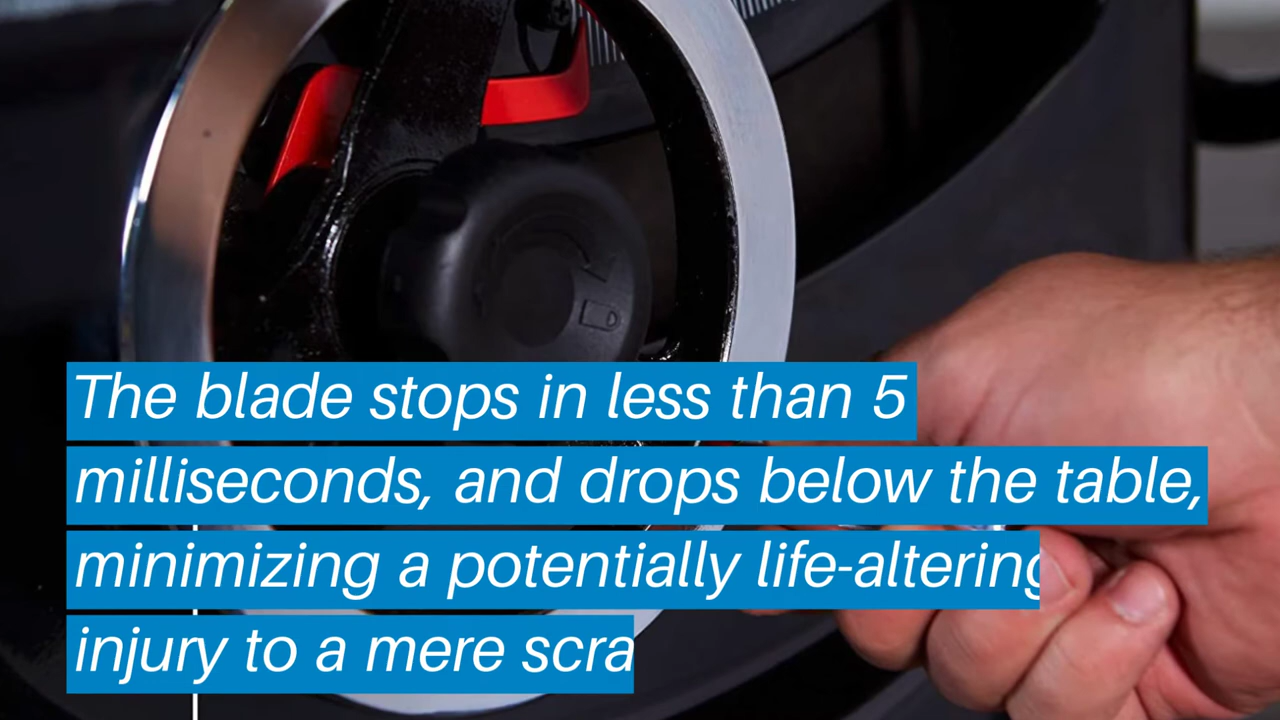 The blade stops in less than 5
milliseconds, and drops below the table,
minimizing a potentially life-altering
injury to a mere scra